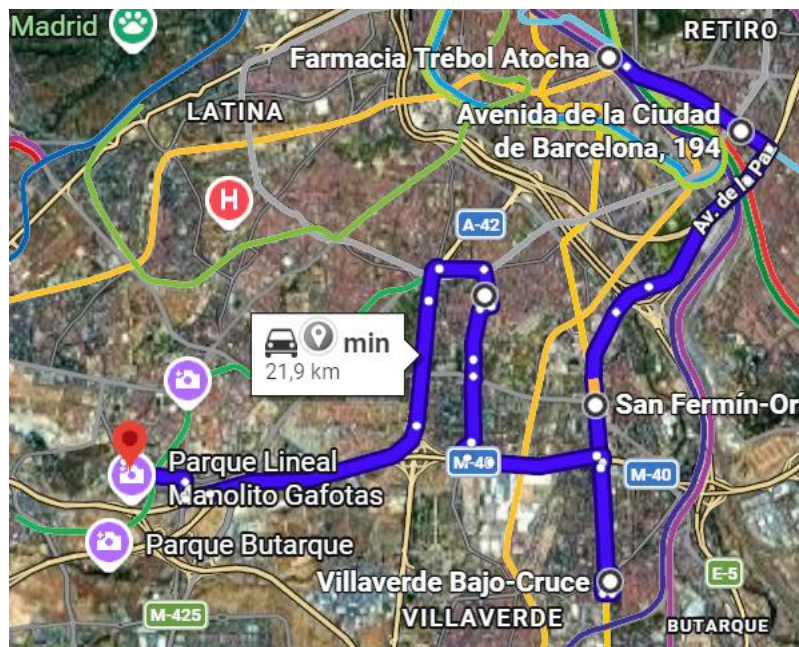 Madrid
RETIRO
Farmacia Trébol Atocha
LATINA
Avenida de la Ciudad
de Barcelona, 194
Av. de la Paz
H
A-42
min
21,9 km
San Fermín-Or
Parque Lineal
Manolito Gafotas
M-40
M-40
Parque Butarque
Villaverde Bajo-Cruce
E-5
M-425
VILLAVERDE
BUTARQUE